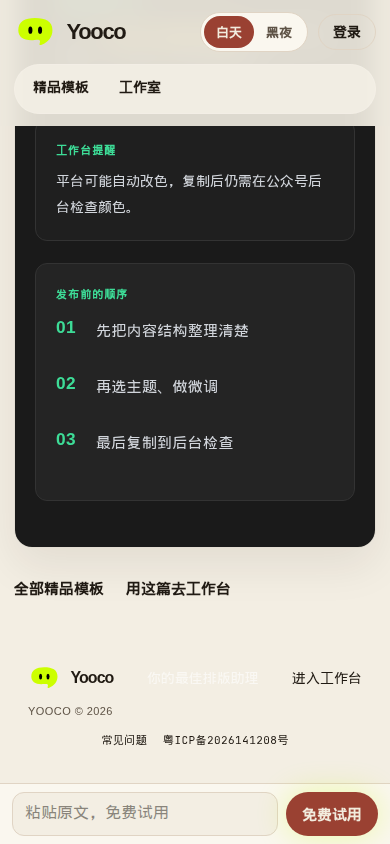 Yooco
白天 黑夜
登录
精品模板 工作室
工作台提醒
平台可能自动改色，复制后仍需在公众号后
台检查颜色。
发布前的顺序
01 先把内容结构整理清楚
02 再选主题、做微调
03 最后复制到后台检查
全部精品模板 用这篇去工作台
Yooco 你的最佳排版助理 进入工作台
YOOCO © 2026
常见问题 粤ICP备2026141208号
粘贴原文，免费试用 免费试用